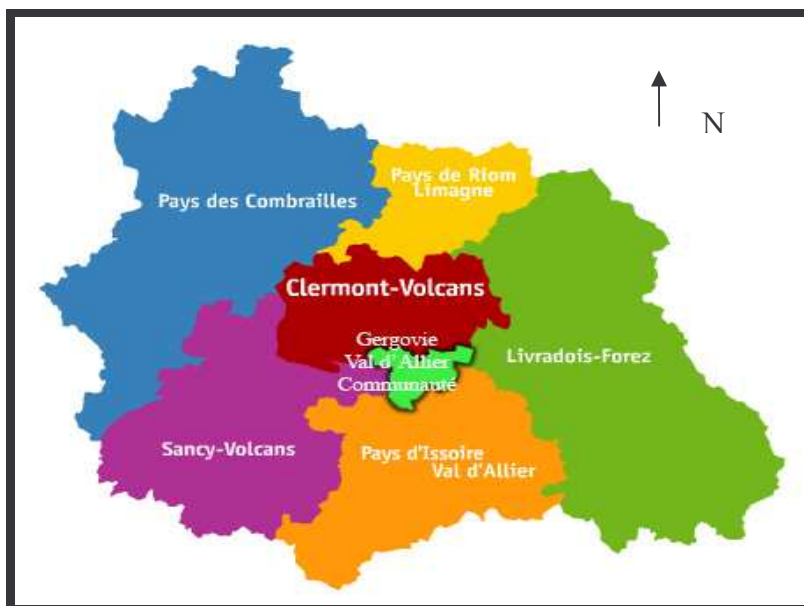 N
Pays de Riom
Limagne
Pays des Combrailles
Clermont-Volcans
Gergovie
Val d'Allier
Communauté
Livradois-Forez
Sancy-Volcans
Pays d'Issoire
Val d'Allier